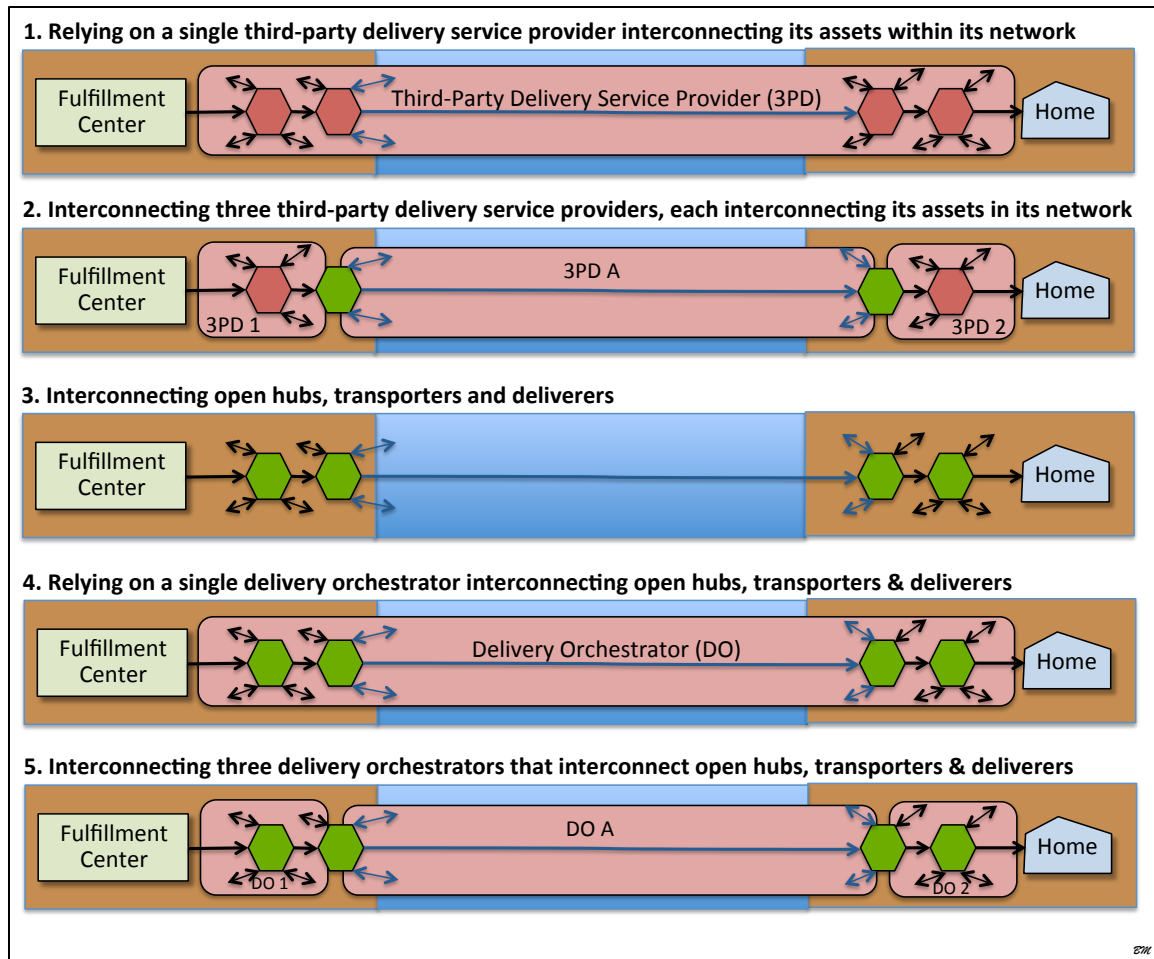 1. Relying on a single third-party delivery service provider interconnecting its assets within its network
Fulfillment
Center
Third-Party Delivery Service Provider (3PD)
Home
2. Interconnecting three third-party delivery service providers, each interconnecting its assets in its network
Fulfillment
Center
3PD 1
3PD A
3PD 2
Home
3. Interconnecting open hubs, transporters and deliverers
Fulfillment
Center
Home
4. Relying on a single delivery orchestrator interconnecting open hubs, transporters & deliverers
Fulfillment
Center
Delivery Orchestrator (DO)
Home
5. Interconnecting three delivery orchestrators that interconnect open hubs, transporters & deliverers
Fulfillment
Center
DO 1
DO A
DO 2
Home
BM